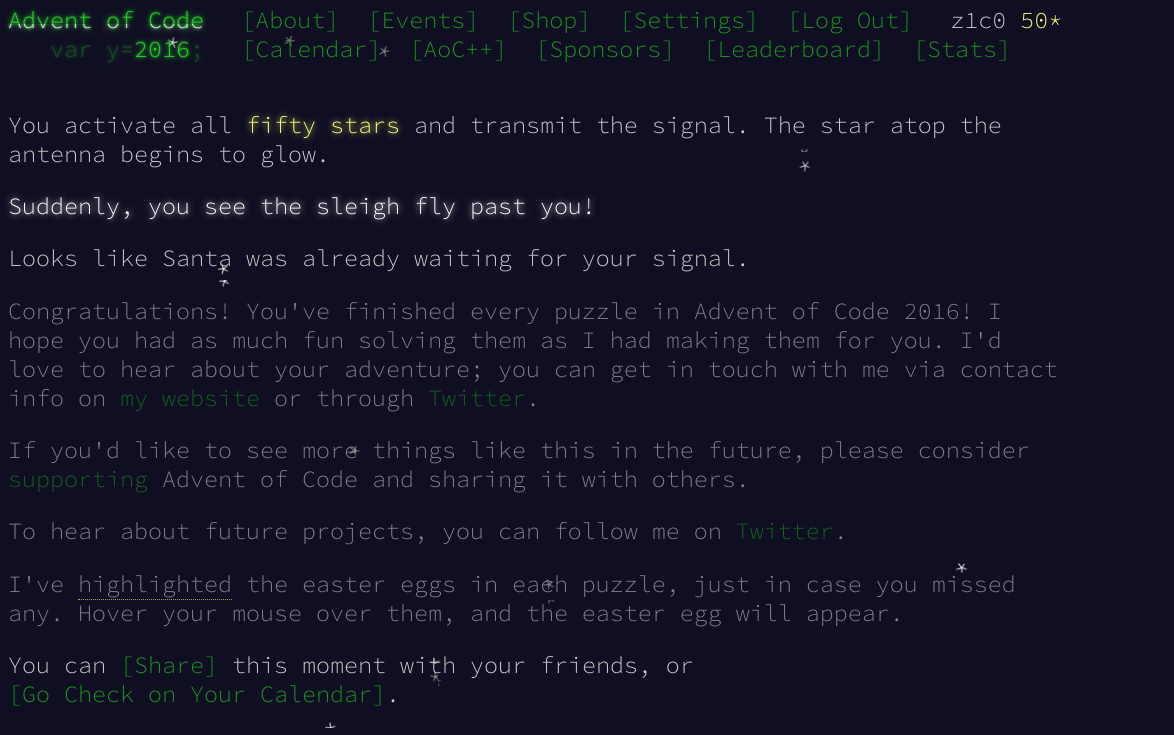 Advent of Code [About] [Events] [Shop] [Settings] [Log Out] z1c0 50*
var y=2016; [Calendar] [AoC++] [Sponsors] [Leaderboard] [Stats]
You activate all fifty stars and transmit the signal. The star atop the
antenna begins to glow.
Suddenly, you see the sleigh fly past you!
Looks like Santa was already waiting for your signal.
Congratulations! You've finished every puzzle in Advent of Code 2016! I
hope you had as much fun solving them as I had making them for you. I'd
love to hear about your adventure; you can get in touch with me via contact
info on my website or through Twitter.
If you'd like to see more things like this in the future, please consider
supporting Advent of Code and sharing it with others.
To hear about future projects, you can follow me on Twitter.
I've highlighted the easter eggs in each puzzle, just in case you missed
any. Hover your mouse over them, and the easter egg will appear.
You can [Share] this moment with your friends, or
[Go Check on Your Calendar].